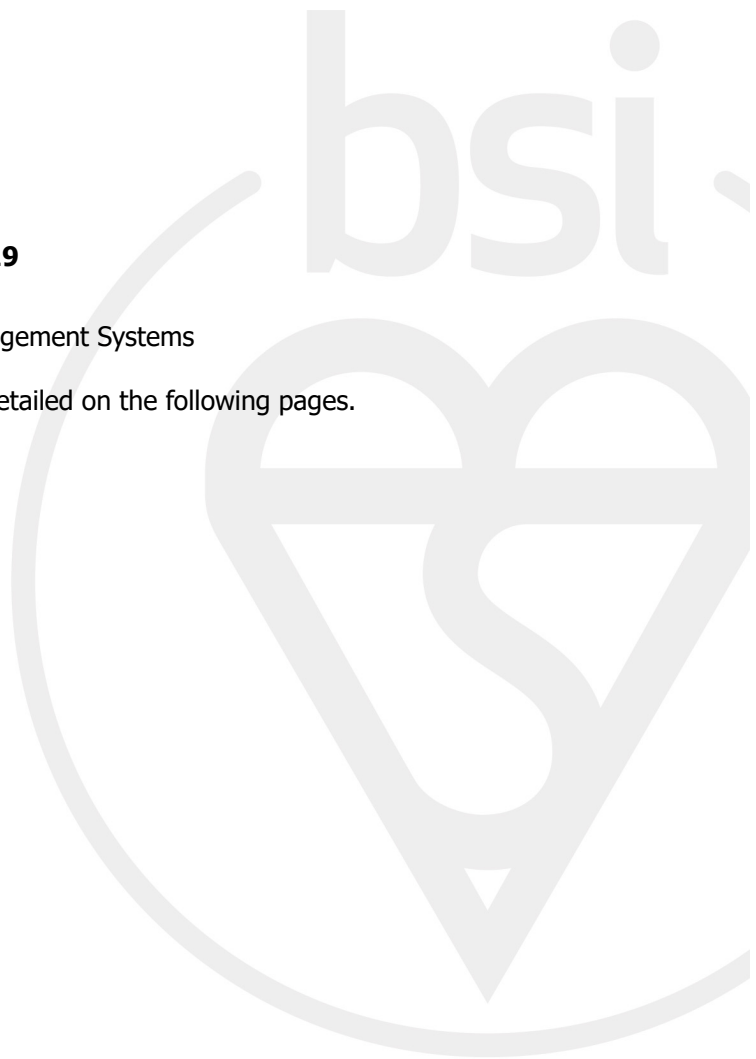 bsi
9
gement Systems
etailed on the following pages.